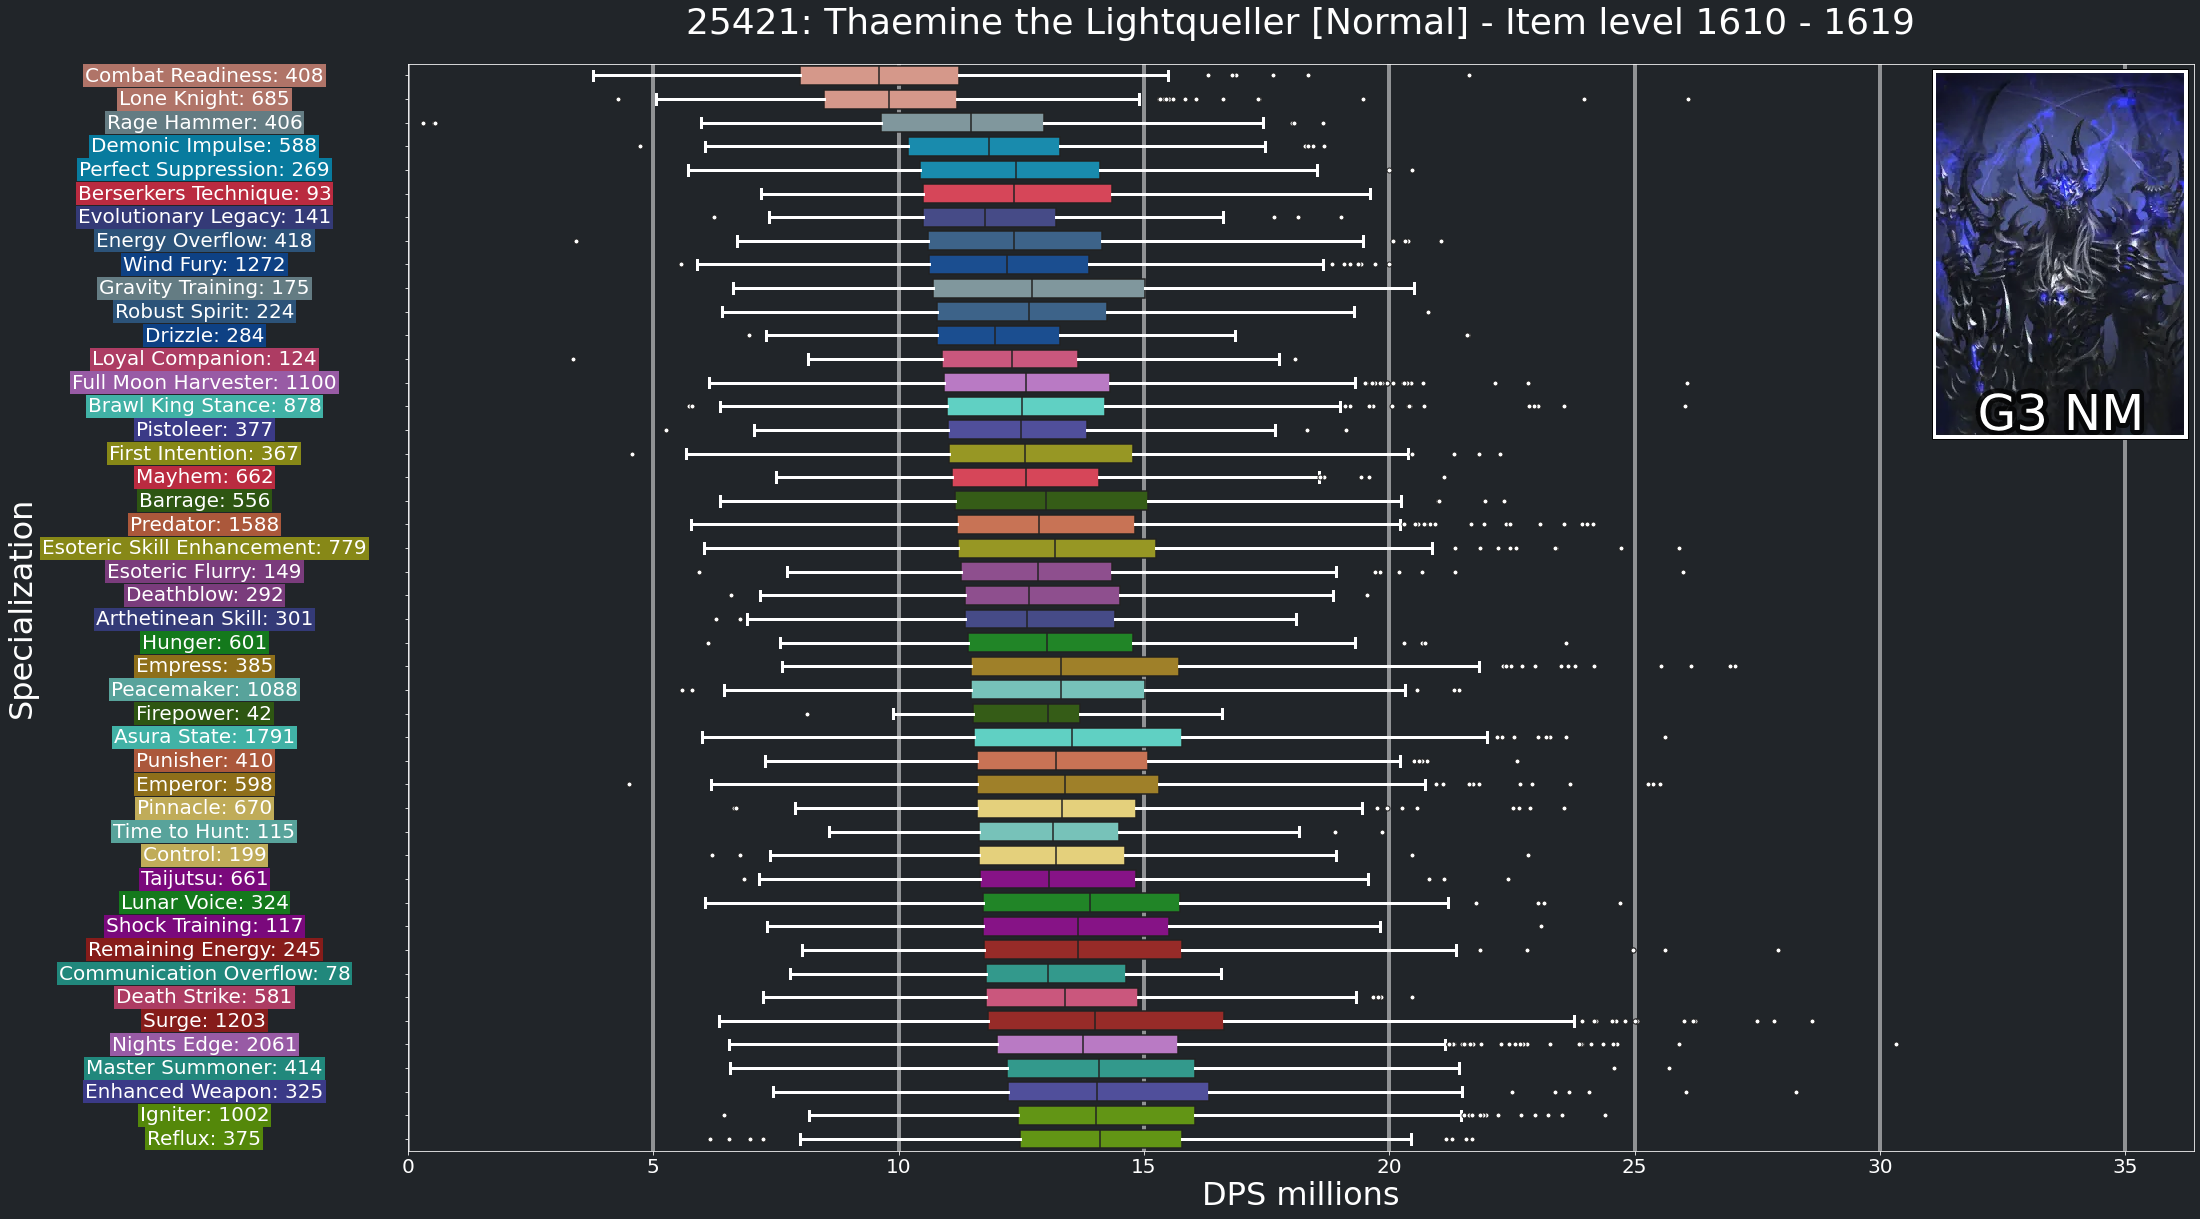 25421: Thaemine the Lightqueller [Normal] - Item level 1610 - 1619
Combat Readiness: 408
Lone Knight: 685
Rage Hammer: 406
Demonic Impulse: 588
Perfect Suppression: 269
Berserkers Technique: 93
Evolutionary Legacy: 141
Energy Overflow: 418
Wind Fury: 1272
Gravity Training: 175
Robust Spirit: 224
Drizzle: 284
Loyal Companion: 124
Full Moon Harvester: 1100
Brawl King Stance: 878
Pistoleer: 377
First Intention: 367
Mayhem: 662
Barrage: 556
Predator: 1588
Esoteric Skill Enhancement: 779
Esoteric Flurry: 149
Deathblow: 292
Arthetinean Skill: 301
Hunger: 601
Empress: 385
Peacemaker: 1088
Firepower: 42
Asura State: 1791
Punisher: 410
Emperor: 598
Pinnacle: 670
Time to Hunt: 115
Control: 199
Taijutsu: 661
Lunar Voice: 324
Shock Training: 117
Remaining Energy: 245
Communication Overflow: 78
Death Strike: 581
Surge: 1203
Nights Edge: 2061
Master Summoner: 414
Enhanced Weapon: 325
Igniter: 1002
Reflux: 375
Specialization
G3 NM
0 5 10 15 20 25 30 35
DPS millions